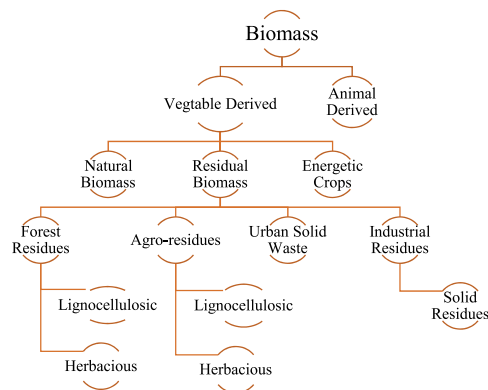 Biomass
Vegtable Derived
Animal
Derived
Natural
Biomass
Residual
Biomass
Energetic
Crops
Forest
Residues
Agro-residues
Urban Solid
Waste
Industrial
Residues
Lignocellulosic
Herbacious
Lignocellulosic
Herbacious
Solid
Residues